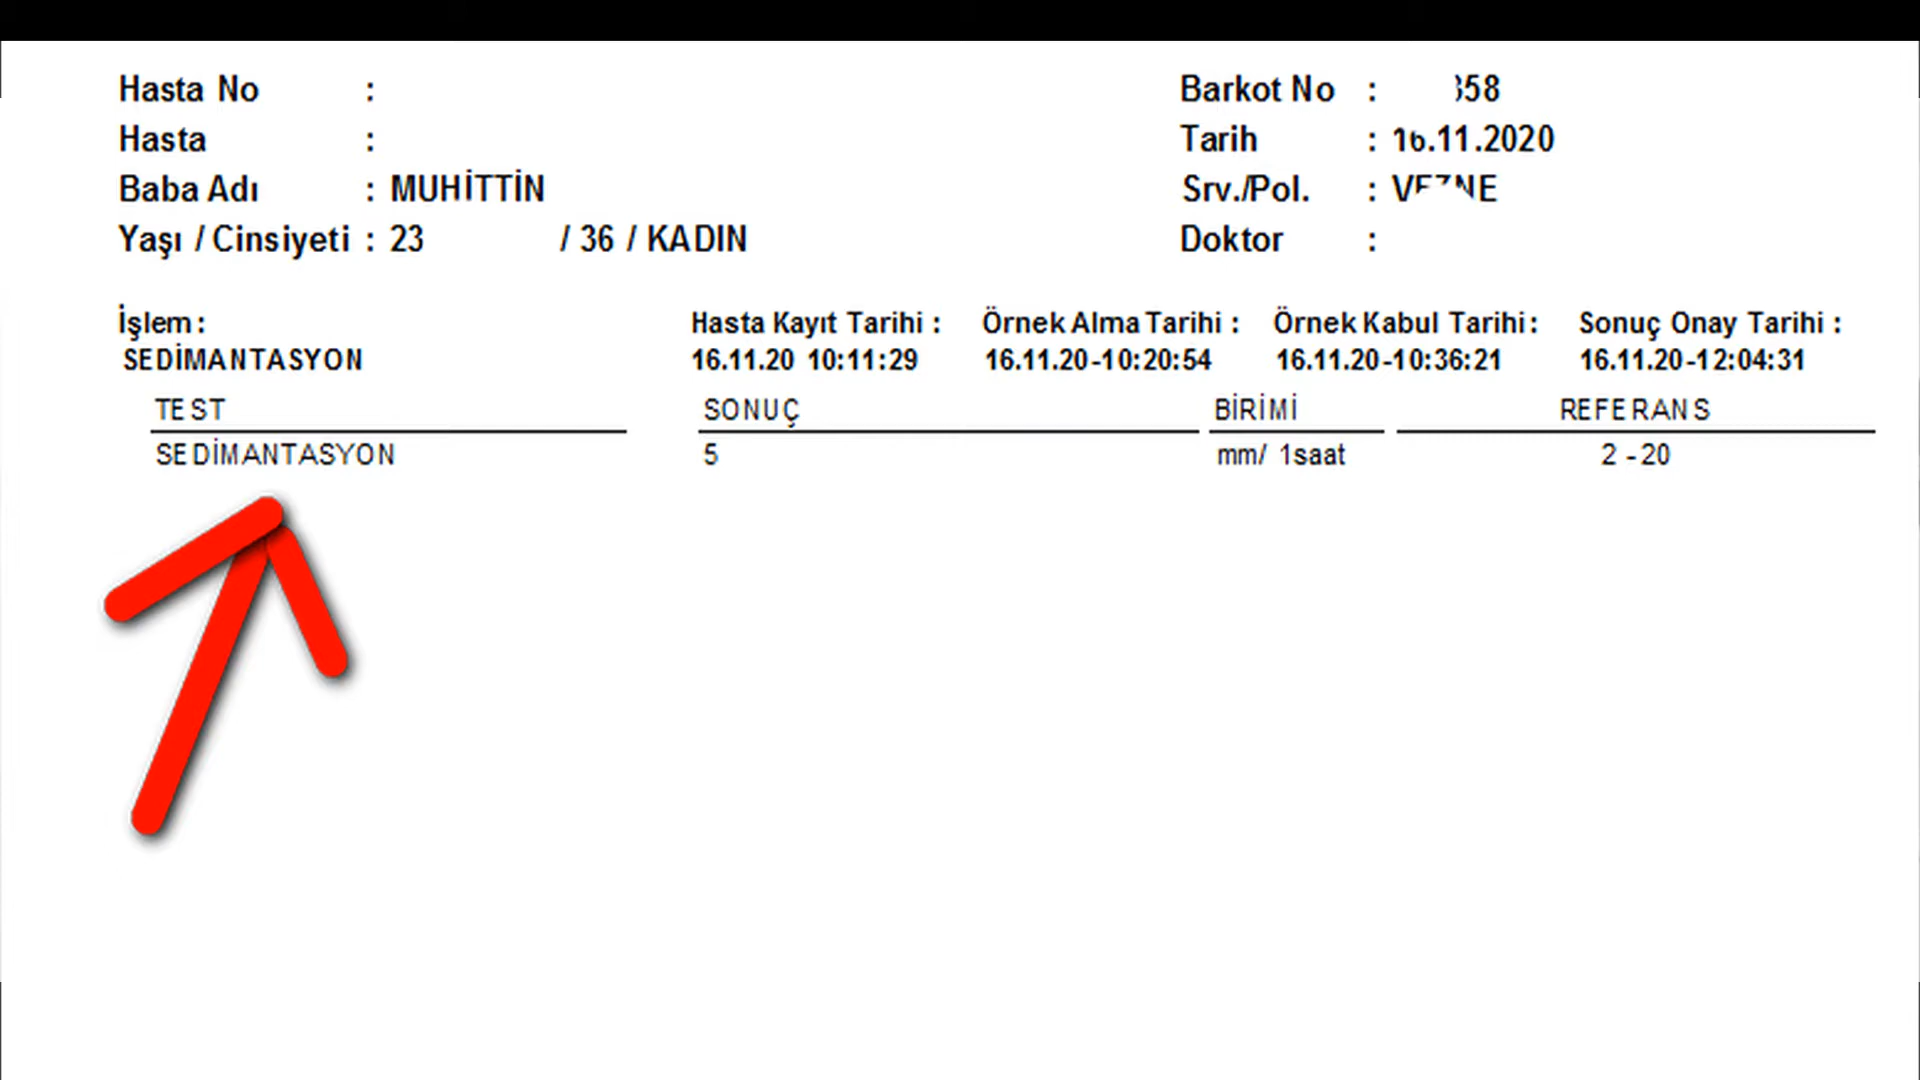 Hasta No :
Hasta :
Baba Adı : MUHİTTİN
Yaşı / Cinsiyeti : 23 / 36 / KADIN
Barkot No : 358
Tarih : 16.11.2020
Srv./Pol. : VEZNE
Doktor :
İşlem : Hasta Kayıt Tarihi : Örnek Alma Tarihi : Örnek Kabul Tarihi : Sonuç Onay Tarihi :
SEDİMANTASYON 16.11.20 10:11:29 16.11.20-10:20:54 16.11.20-10:36:21 16.11.20-12:04:31
TEST SONUÇ BİRİMİ REFERANS
SEDİMANTASYON 5 mm/ 1saat 2 - 20